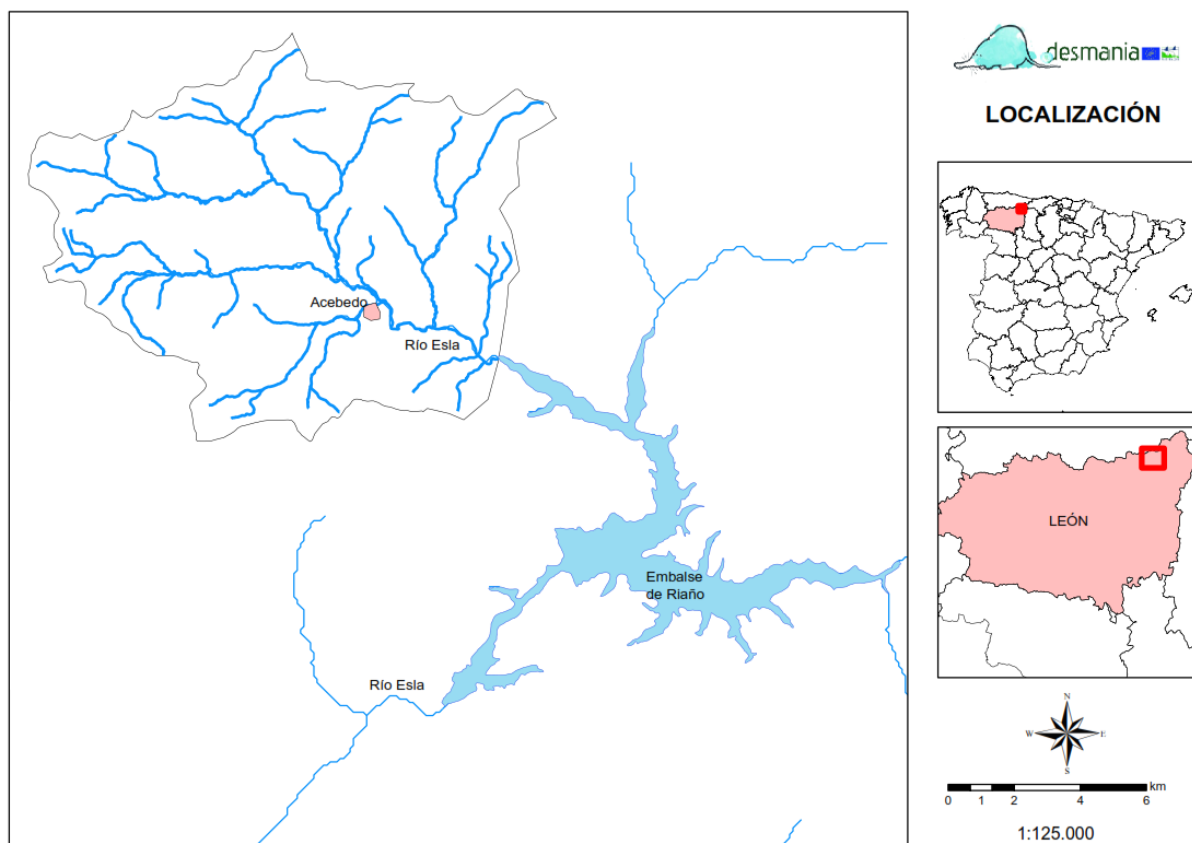 desmania
LOCALIZACIÓN
Acebedo
Río Esla
Embalse
de Riaño
Río Esla
LEÓN
N
W
E
S
km
0 1 2 4 6
1:125.000